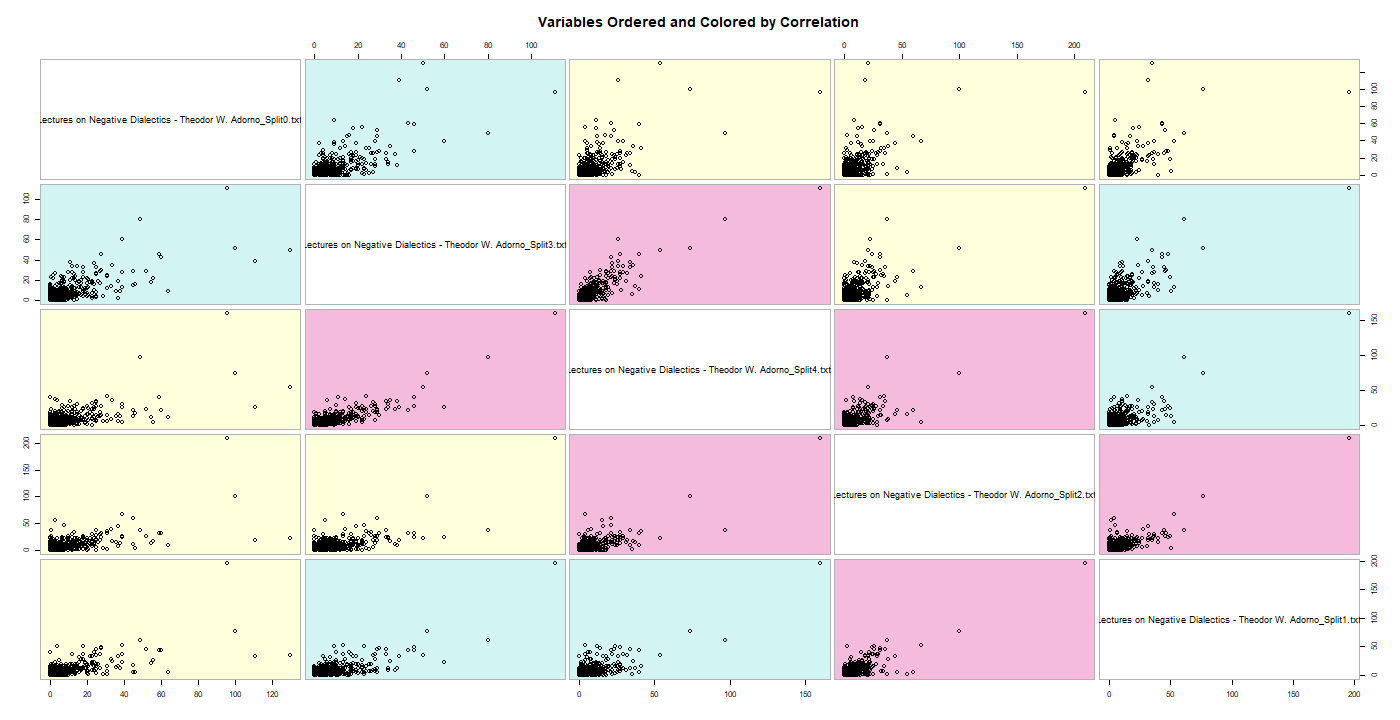 Variables Ordered and Colored by Correlation
0 20 40 60 80 100
0 50 100 150 200
Lectures on Negative Dialectics - Theodor W. Adorno_Split0.txt
100
80
60
40
20
0
100
80
60
40
20
0
Lectures on Negative Dialectics - Theodor W. Adorno_Split3.txt
Lectures on Negative Dialectics - Theodor W. Adorno_Split4.txt
150
100
50
0
200
150
100
50
0
ectures on Negative Dialectics - Theodor W. Adorno_Split2.txt
Lectures on Negative Dialectics - Theodor W. Adorno_Split1.txt
200
150
100
50
0
0 20 40 60 80 100 120
0 50 100 150
0 50 100 150 200